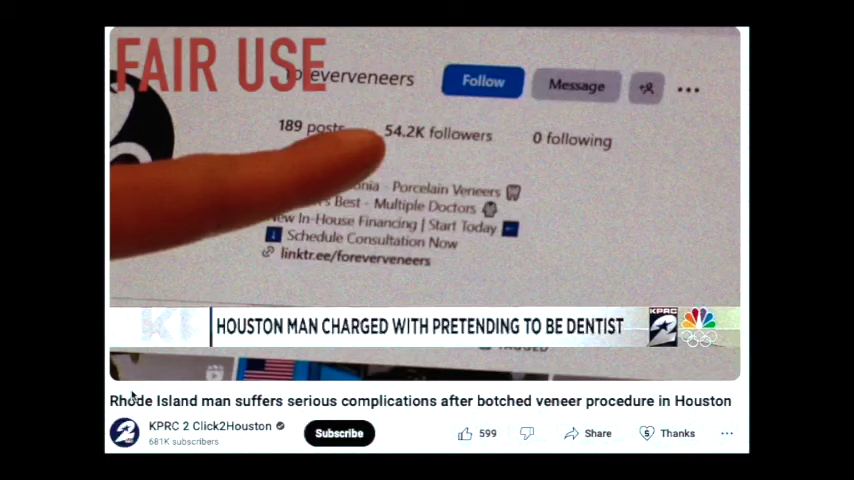 FAIR USE
foreverveneers
Follow
Message
189 posts
54.2K followers
0 following
Porcelain Veneers
Best - Multiple Doctors
New In-House Financing | Start Today
Schedule Consultation Now
linktr.ee/foreverveneers
HOUSTON MAN CHARGED WITH PRETENDING TO BE DENTIST
KPRC
2
TAGGED
Rhode Island man suffers serious complications after botched veneer procedure in Houston
KPRC 2 Click2Houston
681K subscribers
Subscribe
599
Share
Thanks